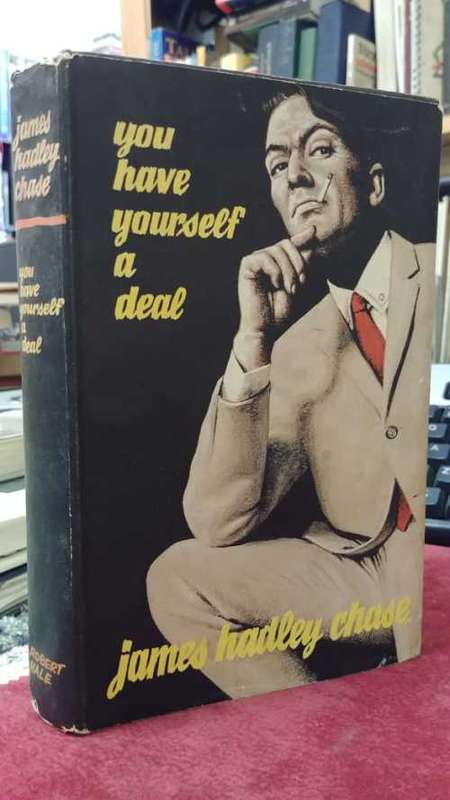 james
hadley
chase
you
have
yourself
a
deal
ROBERT
HALE
you
have
yourself
a
deal
james hadley chase